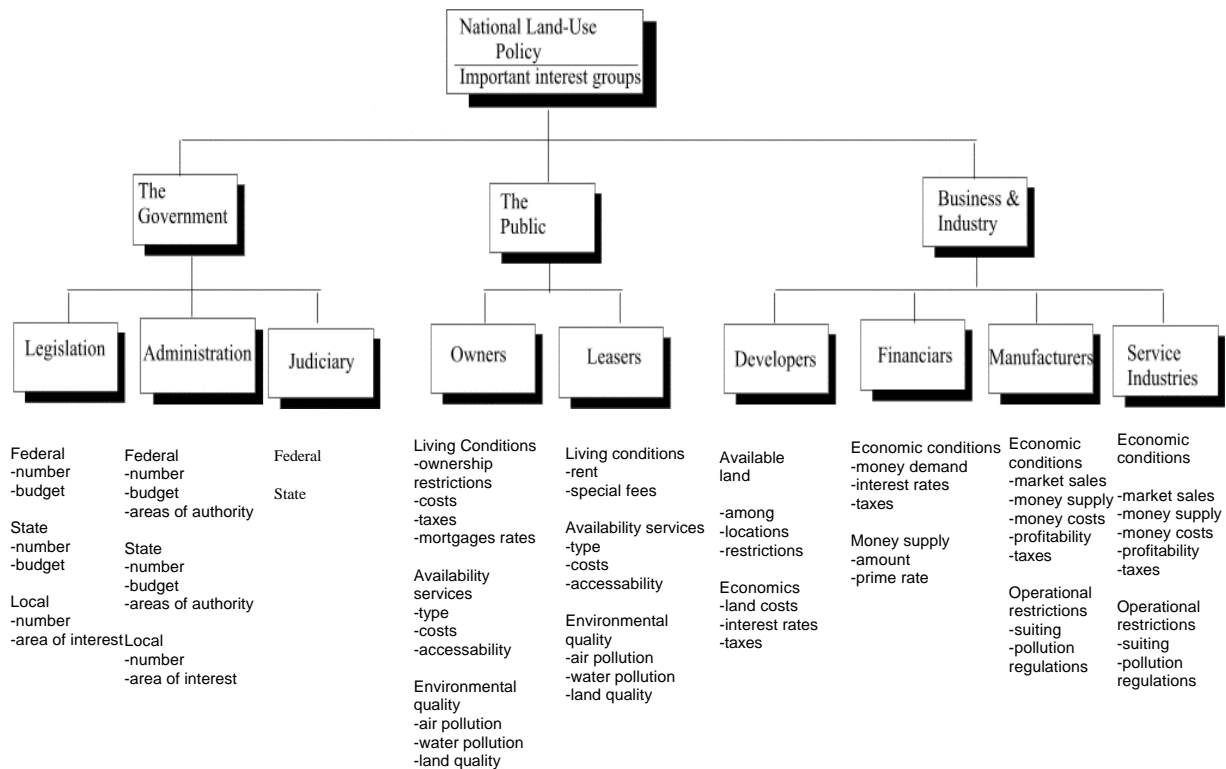 National Land-Use
Policy
Important interest groups
The
Government
The
Public
Business &
Industry
Legislation
Administration
Judiciary
Owners
Leasers
Developers
Financiars
Manufacturers
Service
Industries
Federal
-number
-budget
State
-number
-budget
Local
-number
-area of interest
Federal
-number
-budget
-areas of authority
State
-number
-budget
-areas of authority
Local
-number
-area of interest
Federal
State
Living Conditions
-ownership
restrictions
-costs
-taxes
-mortgages rates
Availability
services
-type
-costs
-accessability
Environmental
quality
-air pollution
-water pollution
-land quality
Living conditions
-rent
-special fees
Availability services
-type
-costs
-accessability
Environmental
quality
-air pollution
-water pollution
-land quality
Available
land
-among
-locations
-restrictions
Economics
-land costs
-interest rates
-taxes
Economic conditions
-money demand
-interest rates
-taxes
Money supply
-amount
-prime rate
Economic
conditions
-market sales
-money supply
-money costs
-profitability
-taxes
Operational
restrictions
-suiting
-pollution
regulations
Economic
conditions
-market sales
-money supply
-money costs
-profitability
-taxes
Operational
restrictions
-suiting
-pollution
regulations